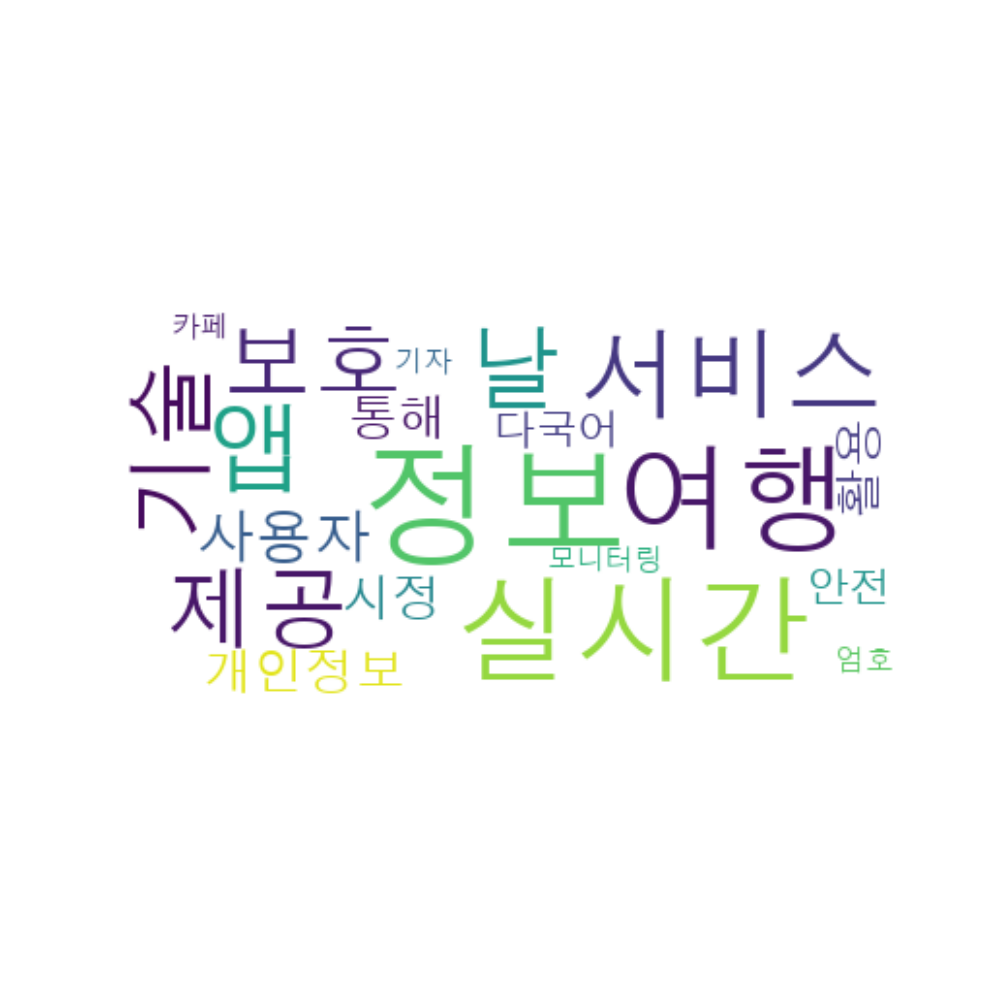 카페
보호
기자
날
서비스
기술
앱
통해
다국어
활용
정보
여행
사용자
모니터링
제공
시정
실시간
안전
개인정보
엄호